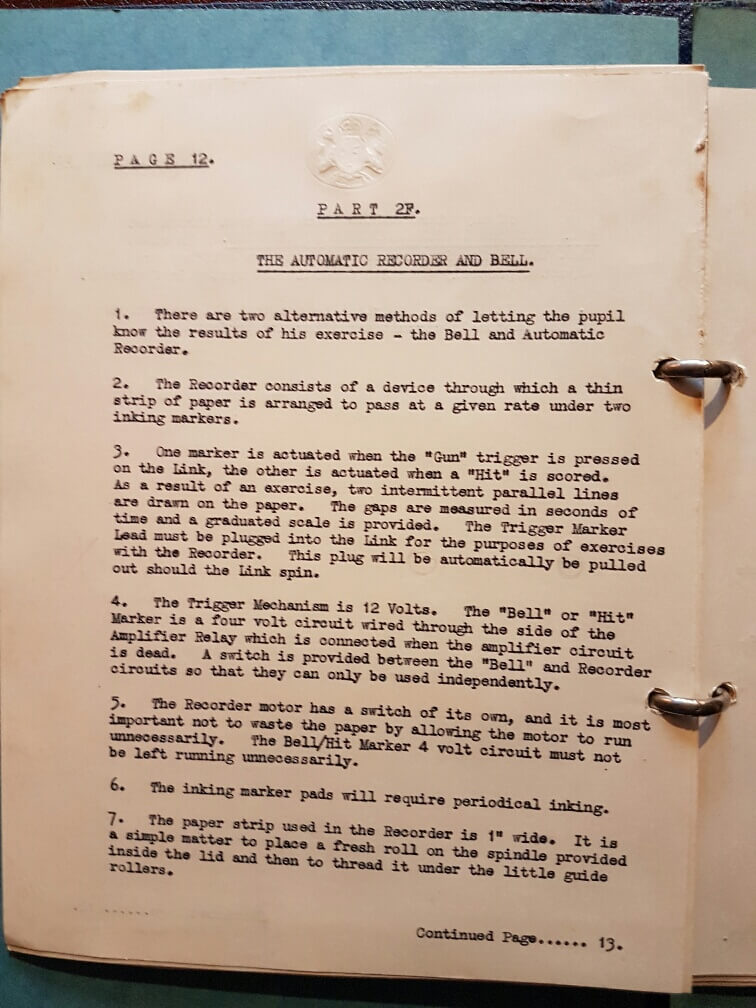 PAGE 12.
PART 2F.
THE AUTOMATIC RECORDER AND BELL.
1. There are two alternative methods of letting the pupil
know the results of his exercise - the Bell and Automatic
Recorder.
2. The Recorder consists of a device through which a thin
strip of paper is arranged to pass at a given rate under two
inking markers.
3. One marker is actuated when the "Gun" trigger is pressed
on the Link, the other is actuated when a "Hit" is scored.
As a result of an exercise, two intermittent parallel lines
are drawn on the paper. The gaps are measured in seconds of
time and a graduated scale is provided. The Trigger Marker
Lead must be plugged into the Link for the purposes of exercises
with the Recorder. This plug will be automatically be pulled
out should the Link spin.
4. The Trigger Mechanism is 12 Volts. The "Bell" or "Hit"
Marker is a four volt circuit wired through the side of the
Amplifier Relay which is connected when the amplifier circuit
is dead. A switch is provided between the "Bell" and Recorder
circuits so that they can only be used independently.
5. The Recorder motor has a switch of its own, and it is most
important not to waste the paper by allowing the motor to run
unnecessarily. The Bell/Hit Marker 4 volt circuit must not
be left running unnecessarily.
6. The inking marker pads will require periodical inking.
7. The paper strip used in the Recorder is 1" wide. It is
a simple matter to place a fresh roll on the spindle provided
inside the lid and then to thread it under the little guide
rollers.
Continued Page...... 13.